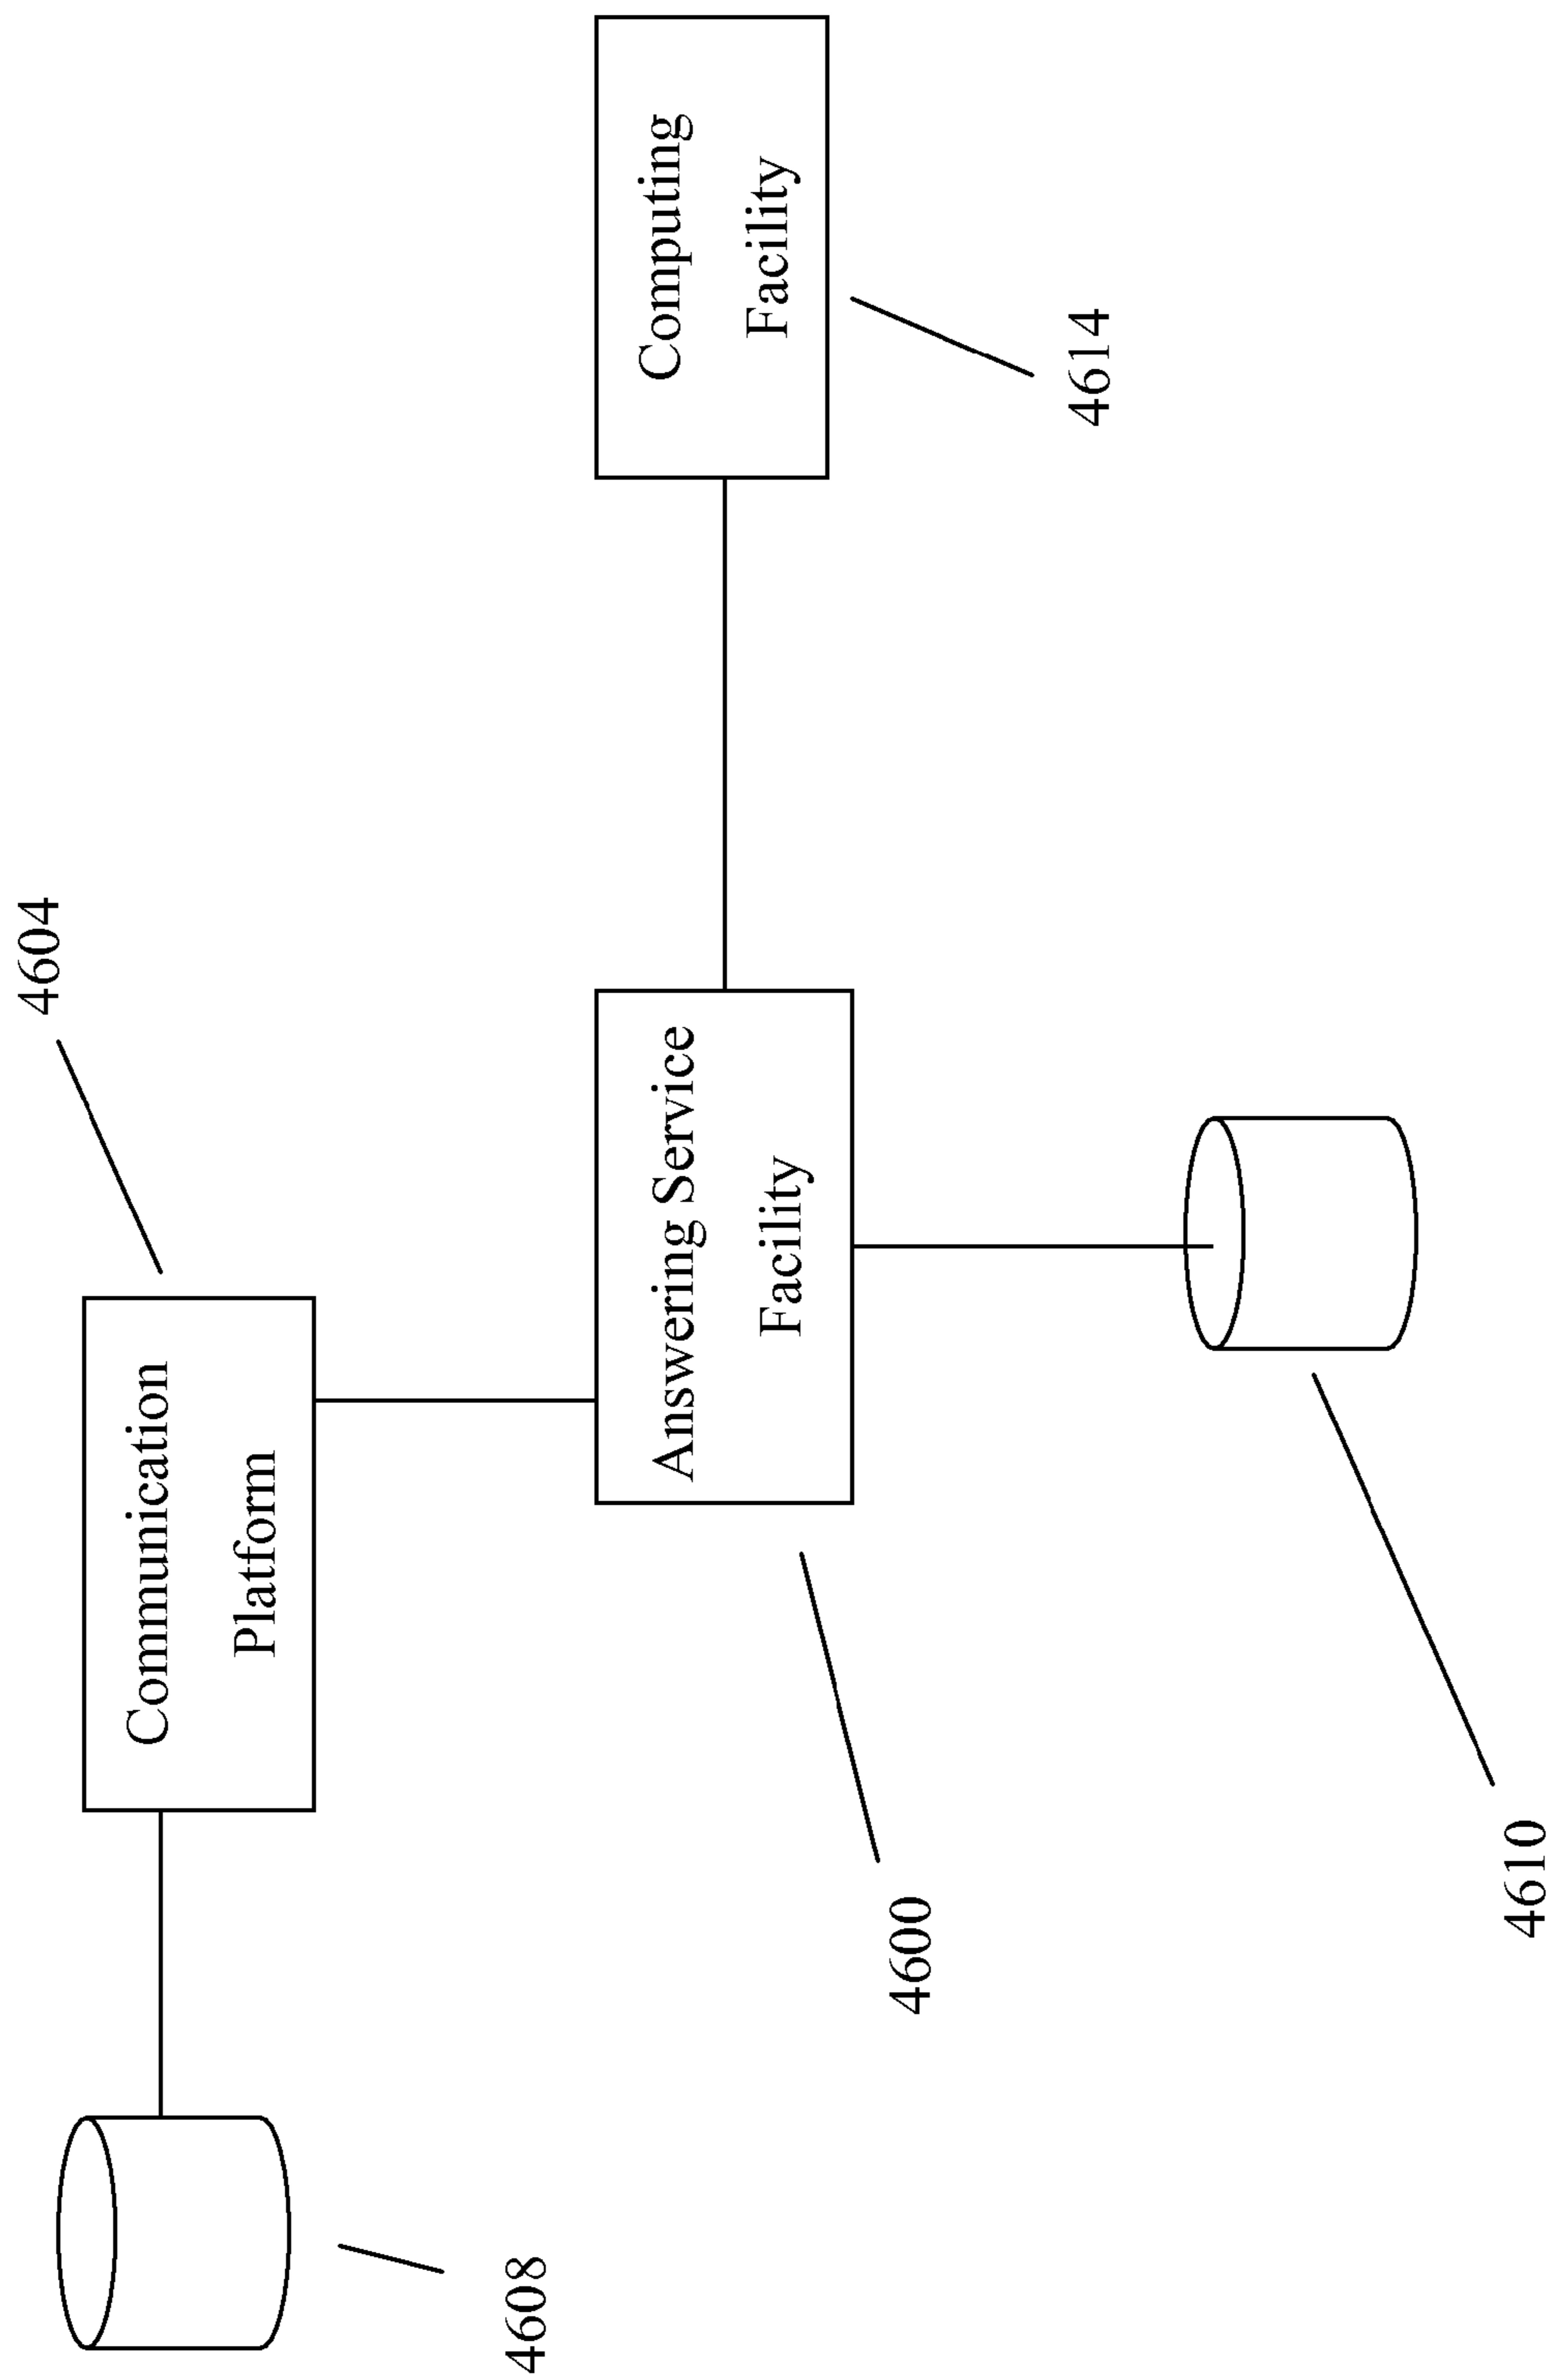 4604
Communication
Platform
4608
Answering Service
Facility
Computing
Facility
4600
4614
4610